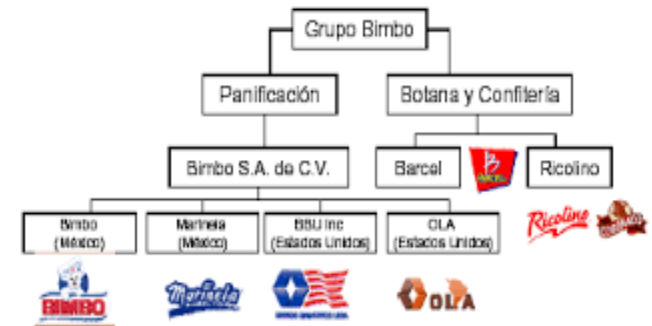 Grupo Bimbo
Panificación
Botana y Confitería
Bimbo S.A. de C.V.
Barcel
Ricolino
Bimbo
(México)
Marinela
(México)
BBU Inc
(Estados Unidos)
OLA
(Estados Unidos)
Ricolino
BIMBO
Marinela
OLA